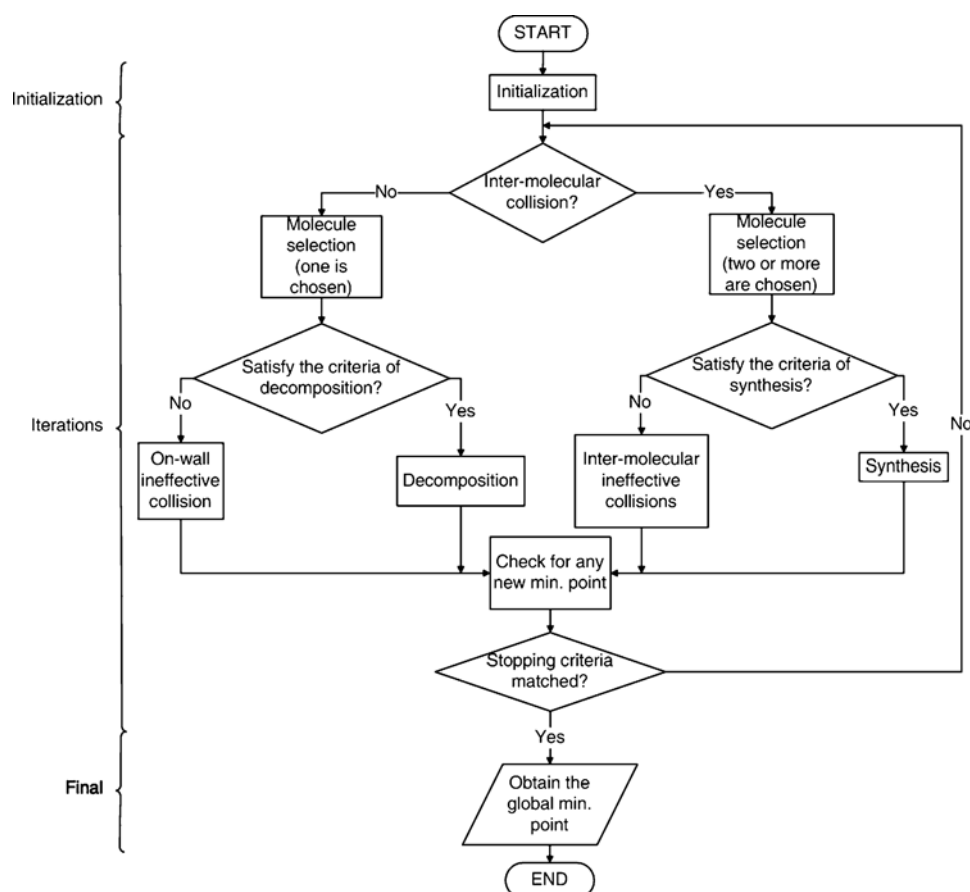 START
Initialization
Initialization
Inter-molecular
collision?
No
Yes
Molecule
selection
(one is
chosen)
Molecule
selection
(two or more
are chosen)
Satisfy the criteria of
decomposition?
Satisfy the criteria of
synthesis?
No
Yes
No
Yes
No
Iterations
On-wall
ineffective
collision
Decomposition
Inter-molecular
ineffective
collisions
Synthesis
Check for any
new min. point
Stopping criteria
matched?
Yes
Final
Obtain the
global min.
point
END